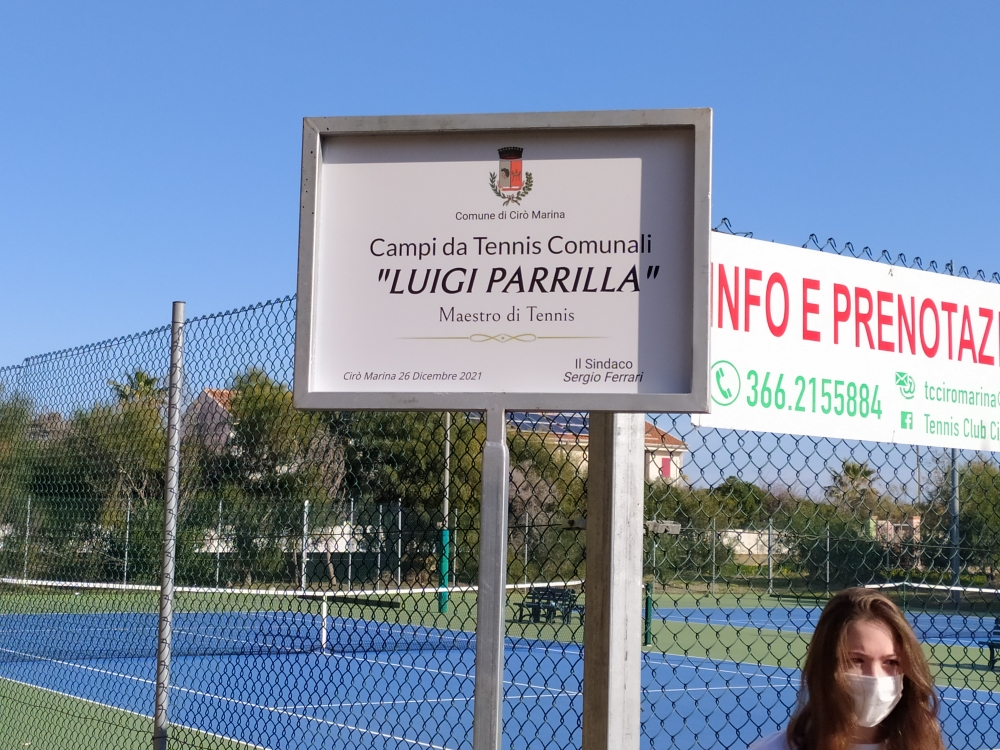 Comune di Cirò Marina
Campi da Tennis Comunali
"LUIGI PARRILLA"
Maestro di Tennis
Il Sindaco
Cirò Marina 26 Dicembre 2021
Sergio Ferrari
INFO E PRENOTAZI
366.2155884
tcciromarina@
Tennis Club Ci